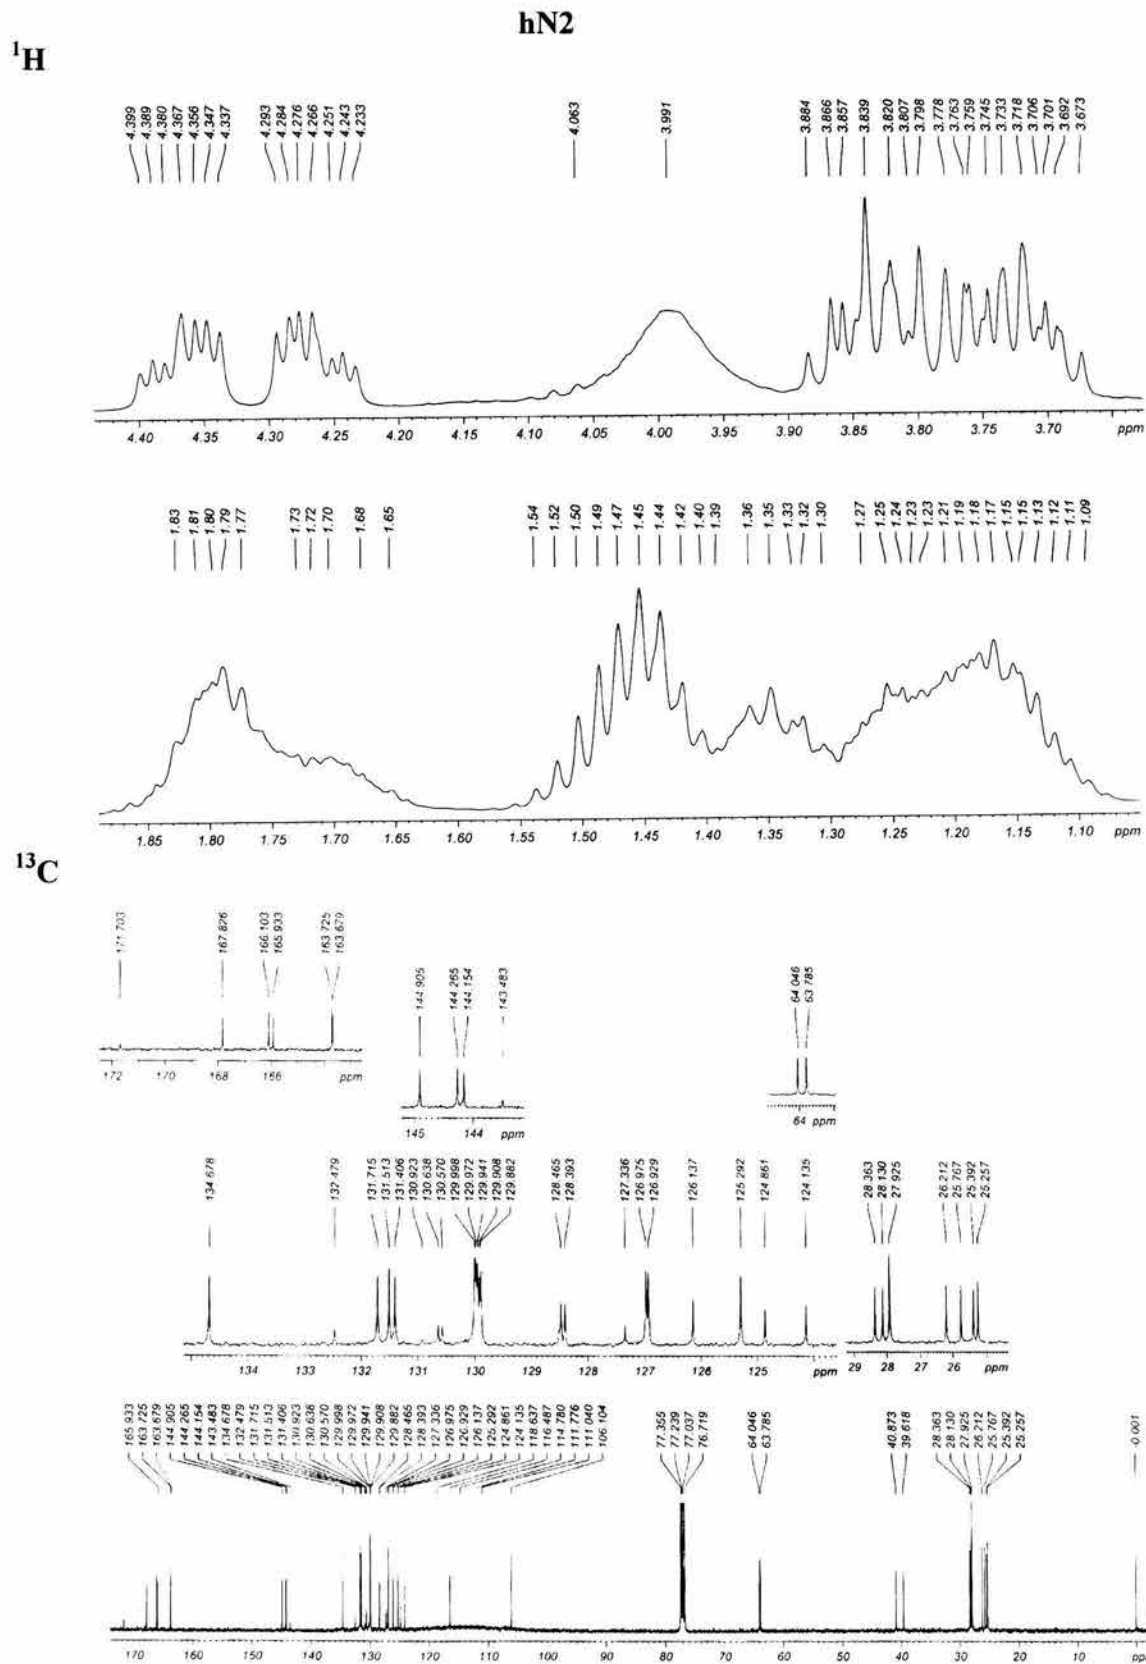 hN2
1H
4.399 4.389 4.380 4.367 4.356 4.347 4.337 4.293 4.284 4.276 4.266 4.251 4.243 4.233 4.063 3.991 3.884 3.866 3.857 3.839 3.820 3.807 3.798 3.778 3.763 3.759 3.745 3.733 3.718 3.706 3.701 3.692 3.673
4.40 4.35 4.30 4.25 4.20 4.15 4.10 4.05 4.00 3.95 3.90 3.85 3.80 3.75 3.70 ppm
1.83 1.81 1.80 1.79 1.77 1.73 1.72 1.70 1.68 1.65 1.54 1.52 1.50 1.49 1.47 1.45 1.44 1.42 1.40 1.39 1.36 1.35 1.33 1.32 1.30 1.27 1.25 1.24 1.23 1.23 1.21 1.19 1.18 1.17 1.15 1.15 1.13 1.12 1.11 1.09
1.85 1.80 1.75 1.70 1.65 1.60 1.55 1.50 1.45 1.40 1.35 1.30 1.25 1.20 1.15 1.10 ppm
13C
171.703 167.826 166.103 165.933 163.725 163.679
172 170 168 166 ppm
144.905 144.265 144.154 143.483
145 144 ppm
64.046 63.785
64 ppm
134.678 132.479 131.715 131.513 131.406 130.923 130.638 130.570 129.998 129.972 129.941 129.908 129.882 128.465 128.393 127.336 126.975 126.929 126.137 125.292 124.861 124.135
134 133 132 131 130 129 128 127 126 125 ppm
28.363 28.130 27.925 26.212 25.767 25.392 25.257
29 28 27 26 ppm
165.933 163.725 163.679 144.905 144.265 144.154 143.483 134.678 132.479 131.715 131.513 131.406 130.923 130.638 130.570 129.998 129.972 129.941 129.908 129.882 128.465 128.393 127.336 126.975 126.929 126.137 125.292 124.861 124.135 118.637 116.487 114.780 111.776 111.040 106.104 77.355 77.239 77.037 76.719 64.046 63.785 40.873 39.618 28.363 28.130 27.925 26.212 25.767 25.392 25.257 -0.001
170 160 150 140 130 120 110 100 90 80 70 60 50 40 30 20 10 pp